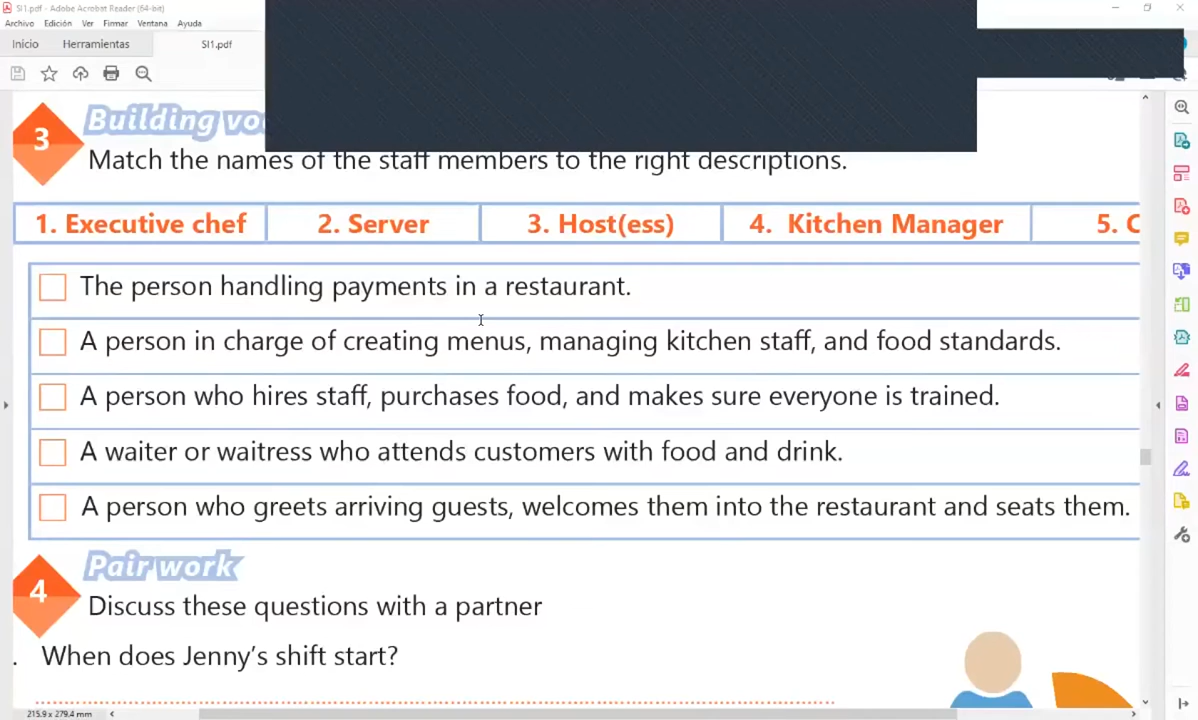 SI1.pdf - Adobe Acrobat Reader (64-bit)
Archivo Edición Ver Firmar Ventana Ayuda
Inicio Herramientas SI1.pdf
3 Building
Match the names of the staff members to the right descriptions.
1. Executive chef 2. Server 3. Host(ess) 4. Kitchen Manager 5. C
The person handling payments in a restaurant.
A person in charge of creating menus, managing kitchen staff, and food standards.
A person who hires staff, purchases food, and makes sure everyone is trained.
A waiter or waitress who attends customers with food and drink.
A person who greets arriving guests, welcomes them into the restaurant and seats them.
4 Pair work
Discuss these questions with a partner
. When does Jenny's shift start?
215.9 x 279.4 mm